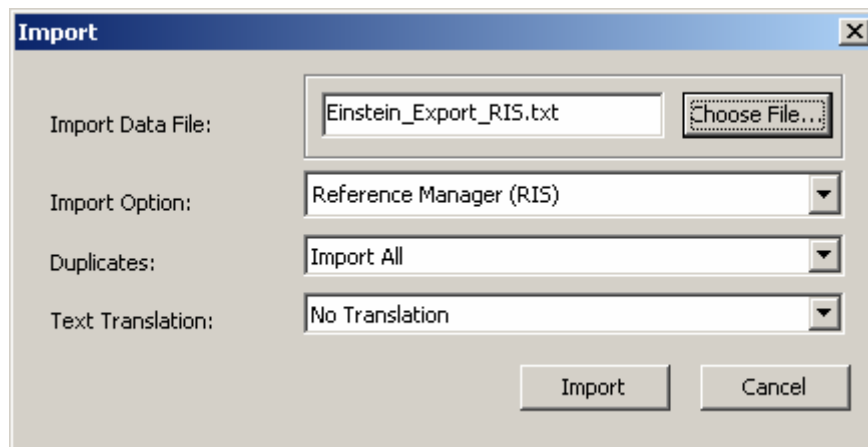 Import
Import Data File: Einstein_Export_RIS.txt Choose File...
Import Option: Reference Manager (RIS)
Duplicates: Import All
Text Translation: No Translation
Import Cancel